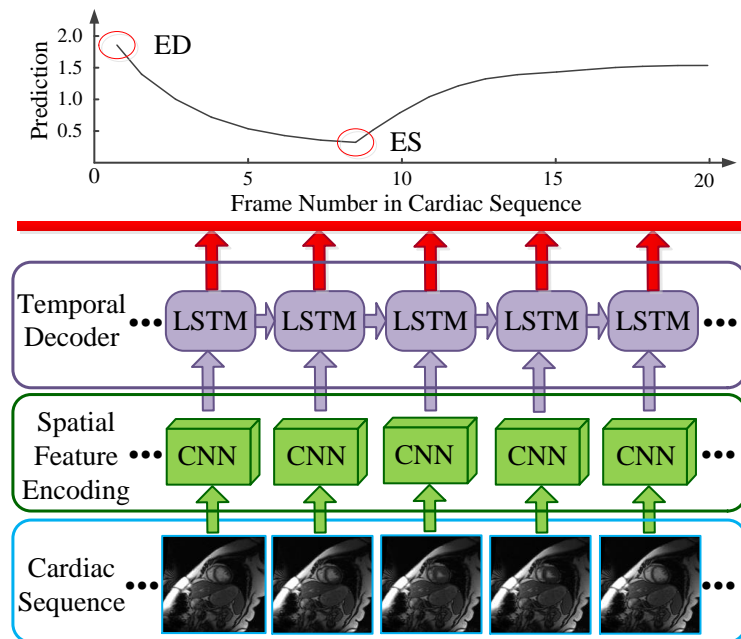 2.0
ED
1.5
Prediction
1.0
0.5
ES
0 5 10 15 20
Frame Number in Cardiac Sequence
Temporal
Decoder
••• LSTM LSTM LSTM LSTM LSTM •••
Spatial
Feature
Encoding
••• CNN CNN CNN CNN CNN •••
Cardiac
Sequence
••• •••